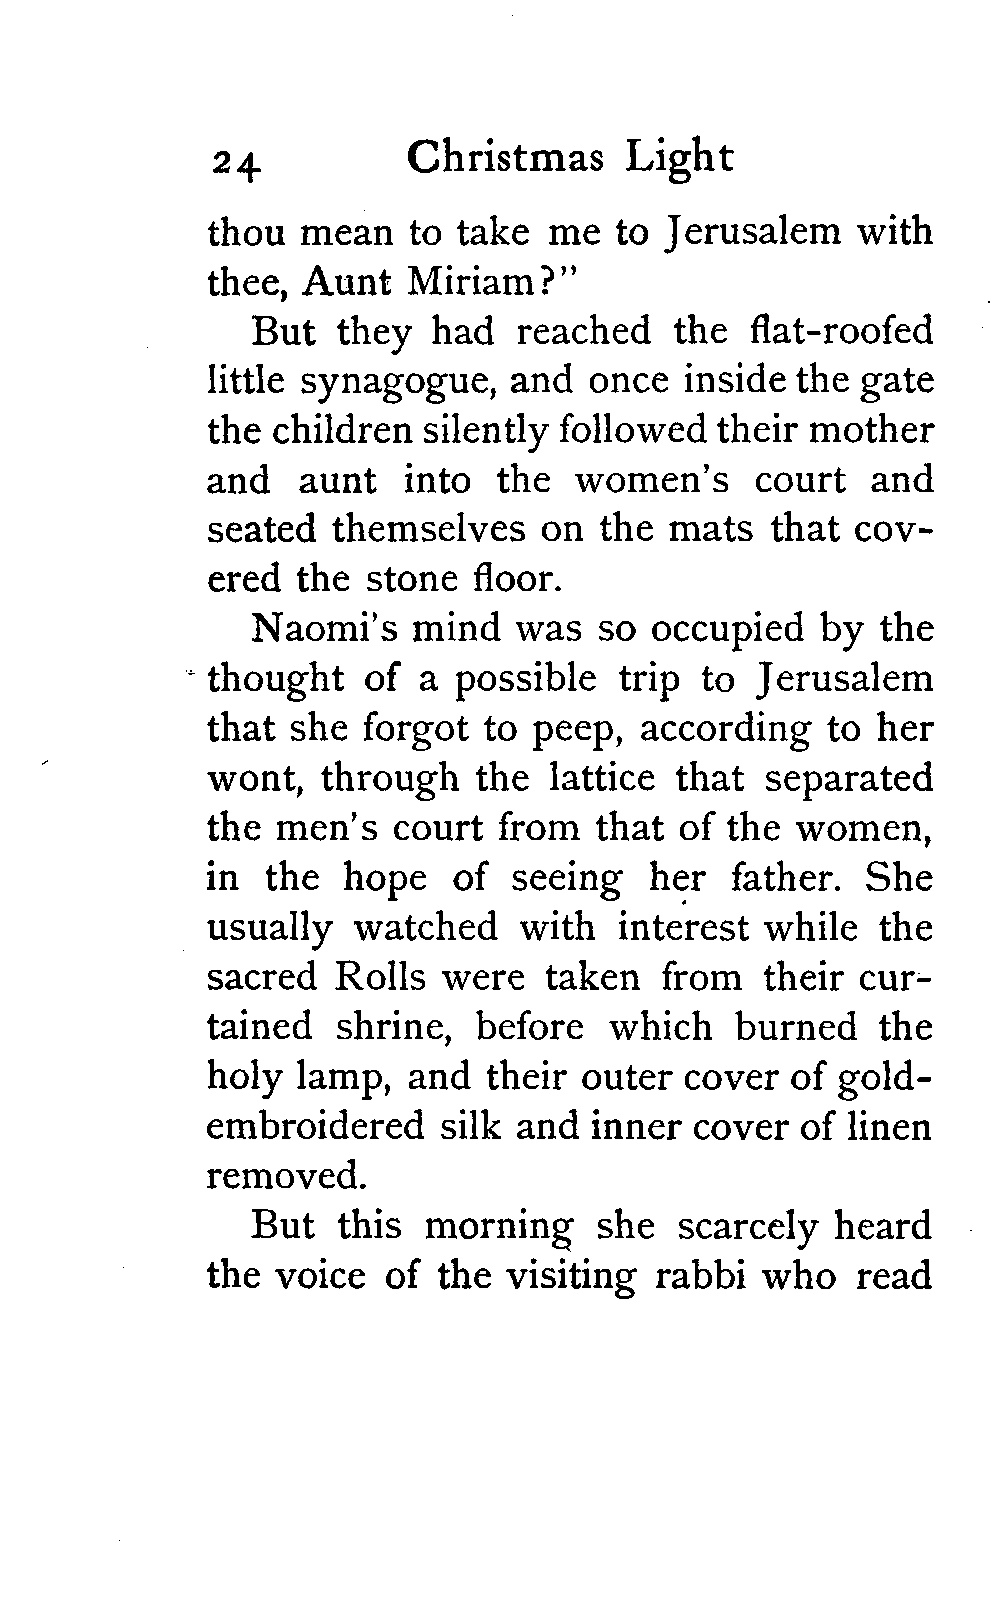 24 Christmas Light
thou mean to take me to Jerusalem with
thee, Aunt Miriam?"
But they had reached the flat-roofed
little synagogue, and once inside the gate
the children silently followed their mother
and aunt into the women's court and
seated themselves on the mats that cov-
ered the stone floor.
Naomi's mind was so occupied by the
thought of a possible trip to Jerusalem
that she forgot to peep, according to her
wont, through the lattice that separated
the men's court from that of the women,
in the hope of seeing her father. She
usually watched with interest while the
sacred Rolls were taken from their cur-
tained shrine, before which burned the
holy lamp, and their outer cover of gold-
embroidered silk and inner cover of linen
removed.
But this morning she scarcely heard
the voice of the visiting rabbi who read